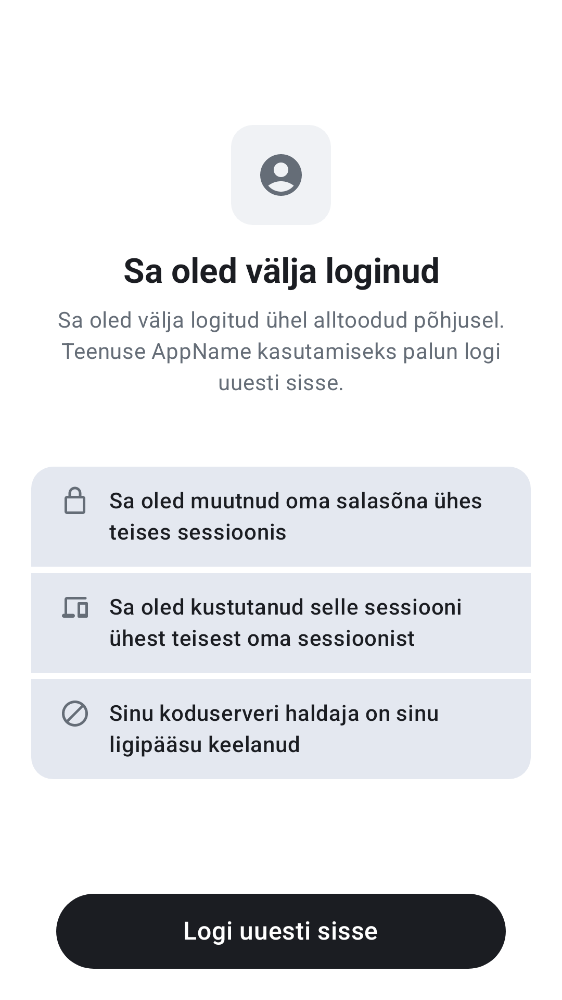 Sa oled välja loginud
Sa oled välja logitud ühel alltoodud põhjusel.
Teenuse AppName kasutamiseks palun logi
uuesti sisse.
Sa oled muutnud oma salasõna ühes
teises sessioonis
Sa oled kustutanud selle sessiooni
ühest teisest oma sessioonist
Sinu koduserveri haldaja on sinu
ligipääsu keelanud
Logi uuesti sisse